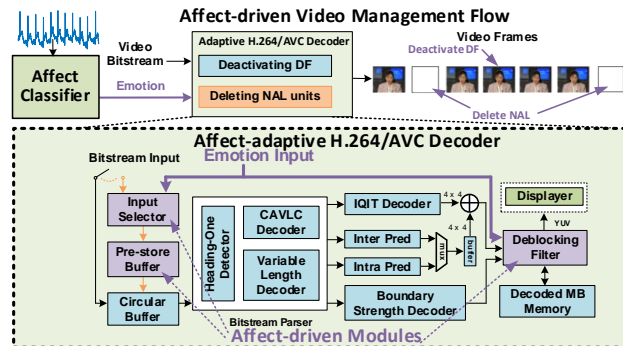 Affect-driven Video Management Flow
Video Bitstream
Adaptive H.264/AVC Decoder
Video Frames
Deactivate DF
Affect Classifier
Emotion
Deactivating DF
Deleting NAL units
Delete NAL
Affect-adaptive H.264/AVC Decoder
Bitstream Input
Emotion Input
Input Selector
Pre-store Buffer
Circular Buffer
Heading-One Detector
CAVLC Decoder
Variable Length Decoder
Bitstream Parser
IQIT Decoder
4 x 4
4 x 4
Inter Pred
Intra Pred
mux
buffer
Boundary Strength Decoder
Displayer
YUV
Deblocking Filter
Decoded MB Memory
Affect-driven Modules